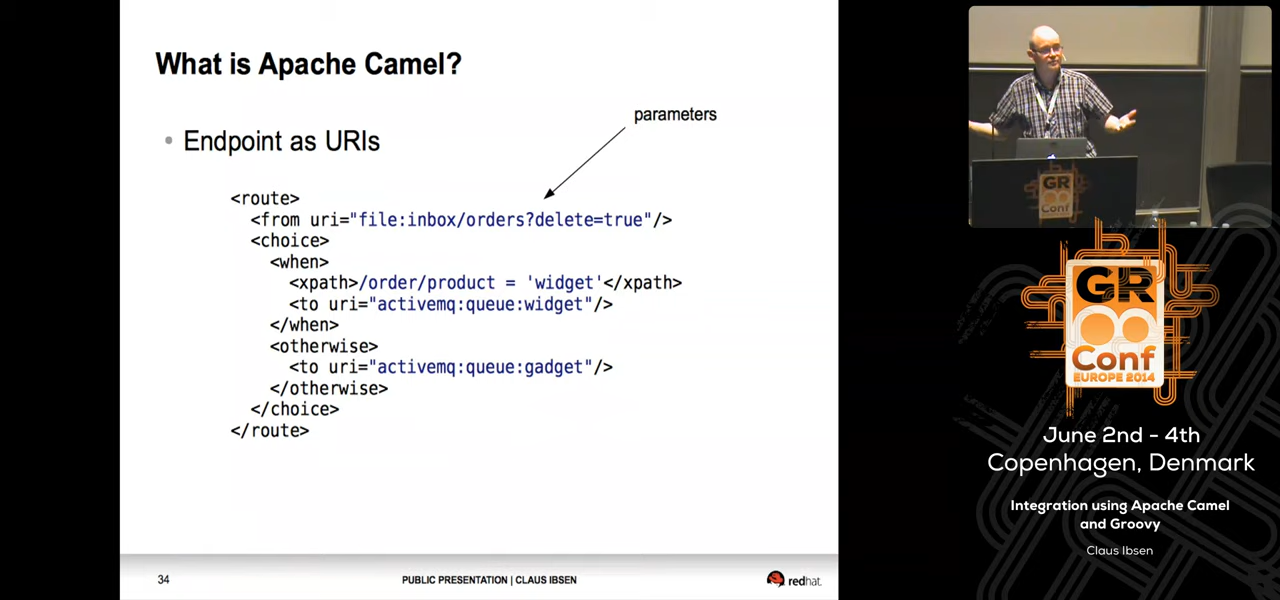 What is Apache Camel?
parameters
• Endpoint as URIs
<route>
<from uri="file:inbox/orders?delete=true"/>
<choice>
<when>
<xpath>/order/product = 'widget'</xpath>
<to uri="activemq:queue:widget"/>
</when>
<otherwise>
<to uri="activemq:queue:gadget"/>
</otherwise>
</choice>
</route>
34
PUBLIC PRESENTATION | CLAUS IBSEN
redhat.
GR
Conf
GR
Conf
EUROPE 2014
June 2nd - 4th
Copenhagen, Denmark
Integration using Apache Camel
and Groovy
Claus Ibsen